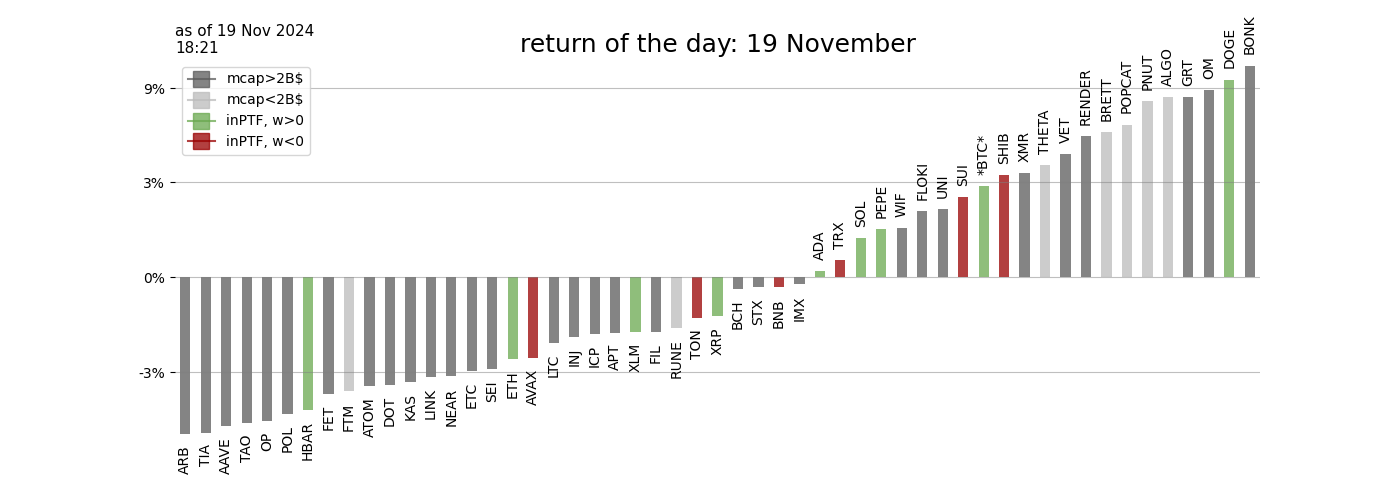 as of 19 Nov 2024
18:21
return of the day: 19 November
mcap>2B$
mcap<2B$
inPTF, w>0
inPTF, w<0
9%
3%
0%
-3%
ARB
TIA
AAVE
TAO
OP
POL
HBAR
FET
FTM
ATOM
DOT
KAS
LINK
NEAR
ETC
SEI
ETH
AVAX
LTC
INJ
ICP
APT
XLM
FIL
RUNE
TON
XRP
BCH
STX
BNB
IMX
ADA
TRX
SOL
PEPE
WIF
FLOKI
UNI
SUI
*BTC*
SHIB
XMR
THETA
VET
RENDER
BRETT
POPCAT
PNUT
ALGO
GRT
OM
DOGE
BONK